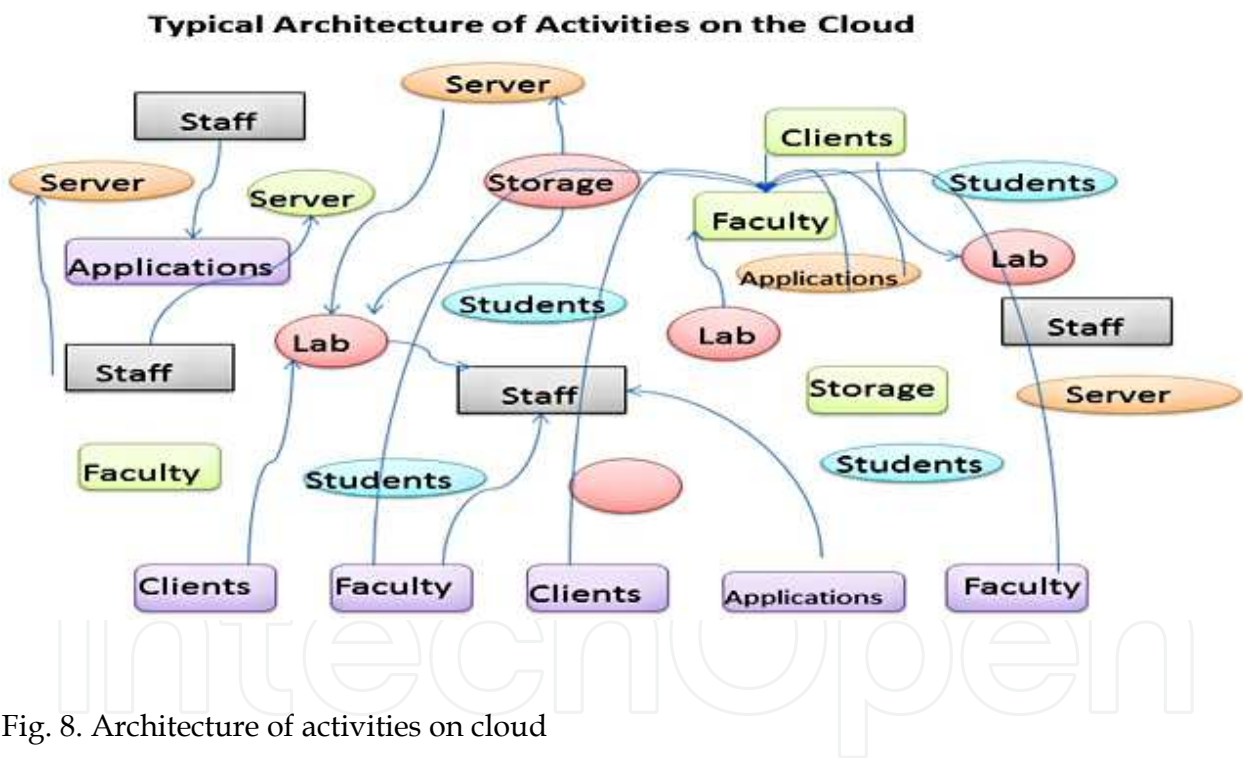 Typical Architecture of Activities on the Cloud
Server
Staff
Clients
Server
Server
Storage
Students
Faculty
Applications
Applications
Lab
Students
Lab
Lab
Staff
Staff
Staff
Storage
Server
Faculty
Students
Students
Clients
Faculty
Clients
Applications
Faculty
IntechOpen
Fig. 8. Architecture of activities on cloud